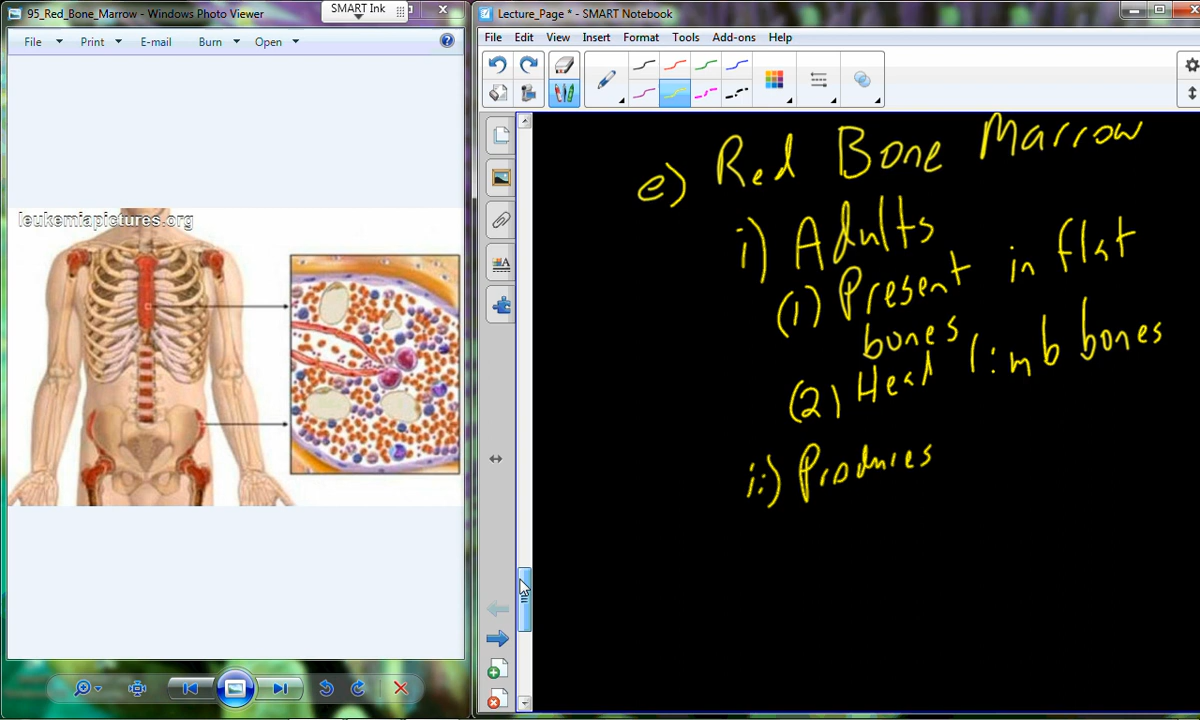 95_Red_Bone_Marrow - Windows Photo Viewer
SMART Ink
File Print E-mail Burn Open
leukemiapictures.org
Lecture_Page * - SMART Notebook
File Edit View Insert Format Tools Add-ons Help
e) Red Bone Marrow
i) Adults
(1) Present in flat
bones
(2) Head limb bones
ii) Produces